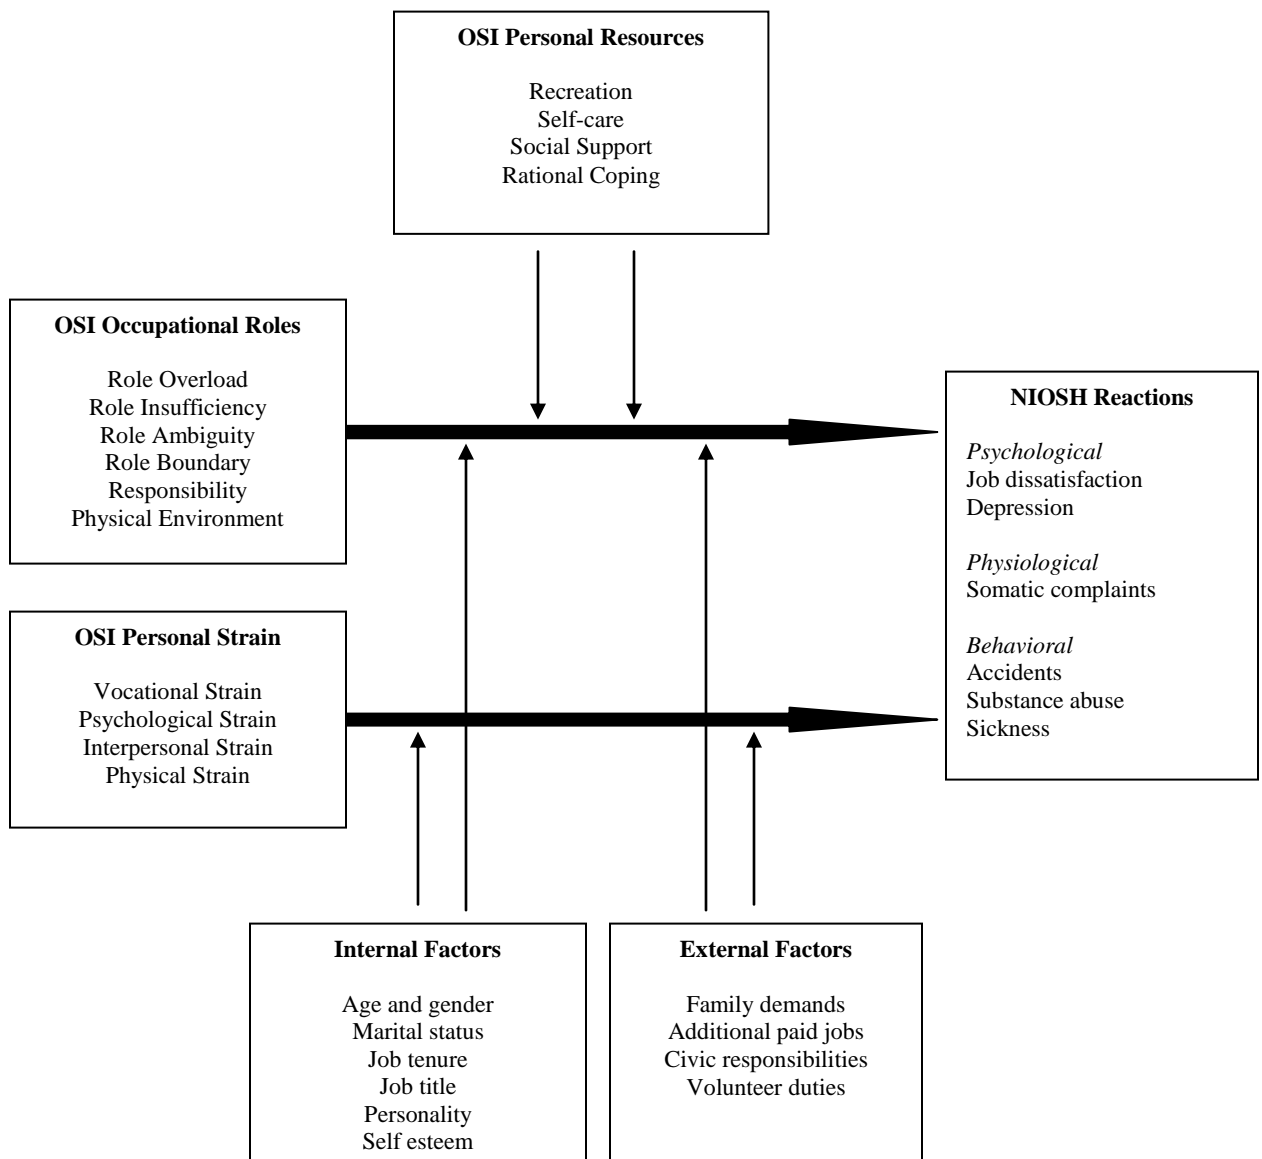 OSI Personal Resources
Recreation
Self-care
Social Support
Rational Coping
OSI Occupational Roles
Role Overload
Role Insufficiency
Role Ambiguity
Role Boundary
Responsibility
Physical Environment
NIOSH Reactions
Psychological
Job dissatisfaction
Depression
Physiological
Somatic complaints
Behavioral
Accidents
Substance abuse
Sickness
OSI Personal Strain
Vocational Strain
Psychological Strain
Interpersonal Strain
Physical Strain
Internal Factors
Age and gender
Marital status
Job tenure
Job title
Personality
Self esteem
External Factors
Family demands
Additional paid jobs
Civic responsibilities
Volunteer duties